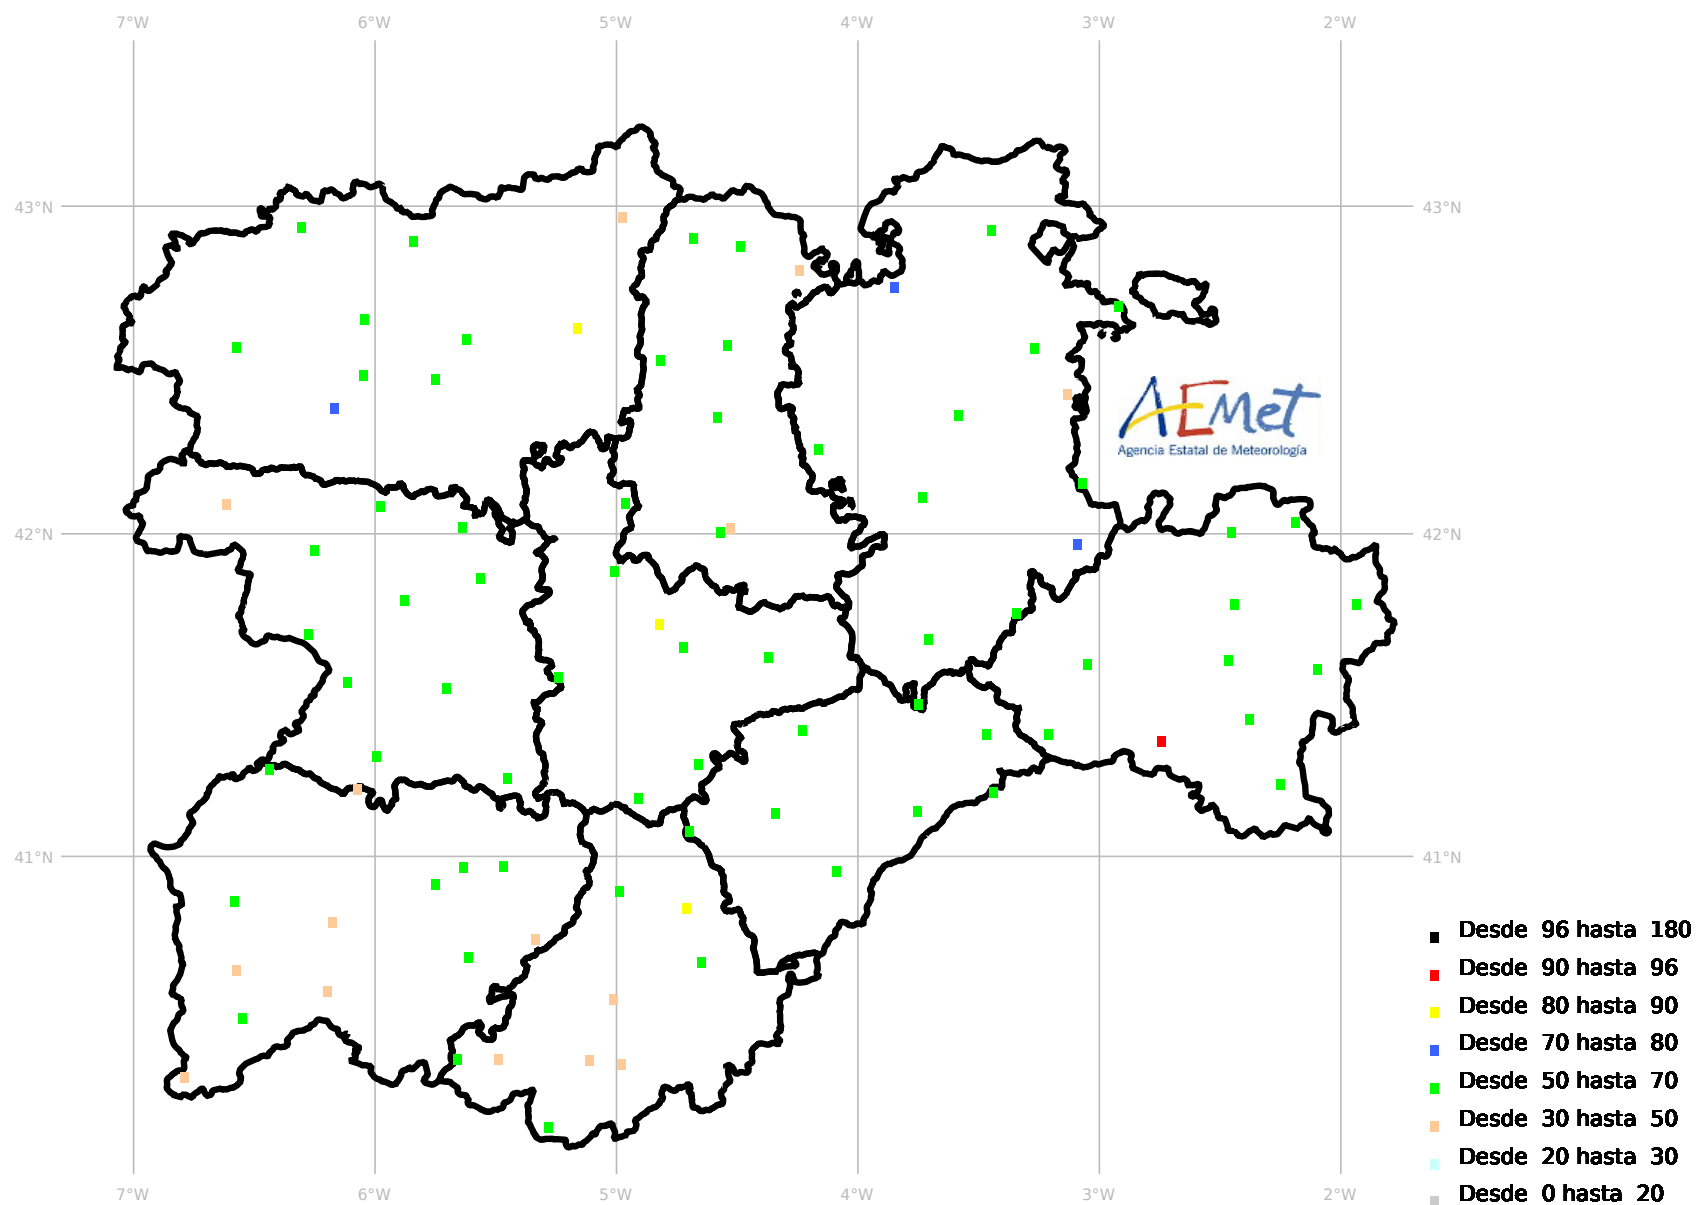 7°W 6°W 5°W 4°W 3°W 2°W
43°N 43°N
AEMet
Agencia Estatal de Meteorología
42°N 42°N
41°N 41°N
Desde 96 hasta 180
Desde 90 hasta 96
Desde 80 hasta 90
Desde 70 hasta 80
Desde 50 hasta 70
Desde 30 hasta 50
Desde 20 hasta 30
Desde 0 hasta 20
7°W 6°W 5°W 4°W 3°W 2°W